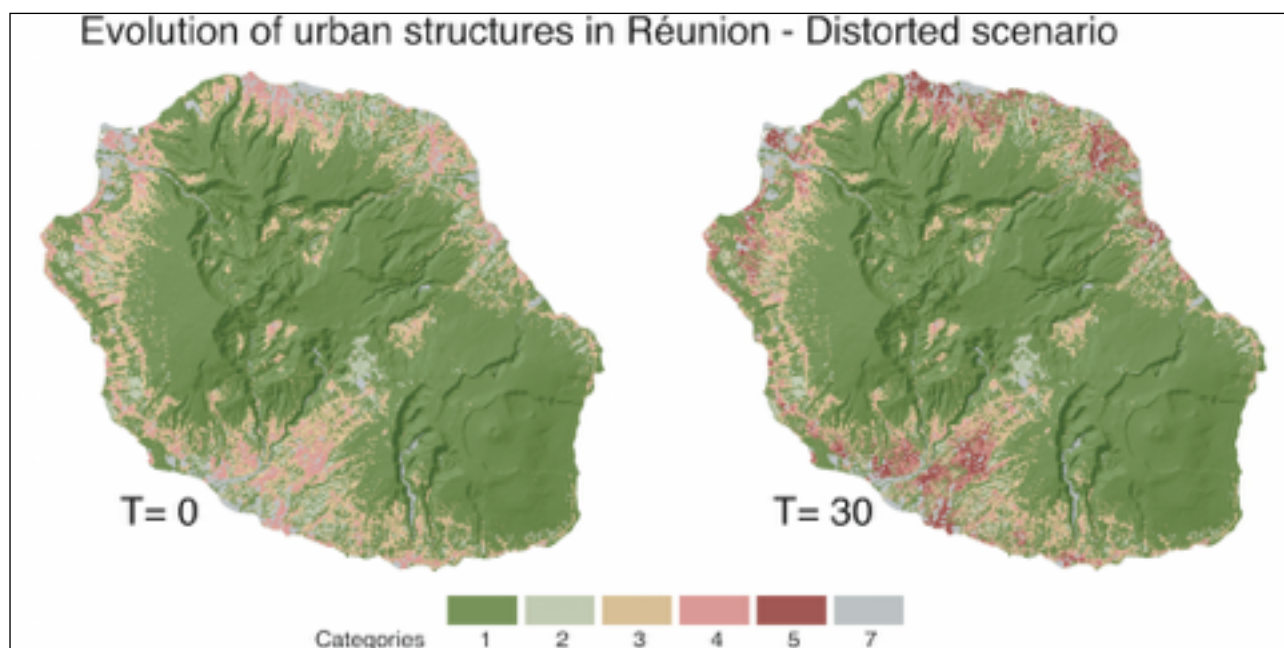 Evolution of urban structures in Réunion - Distorted scenario
T= 0
T= 30
Categories 1 2 3 4 5 7